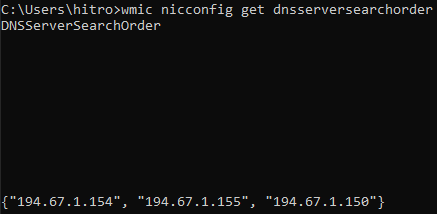 C:\Users\hitro>wmic nicconfig get dnsserversearchorder
DNSServerSearchOrder
{"194.67.1.154", "194.67.1.155", "194.67.1.150"}